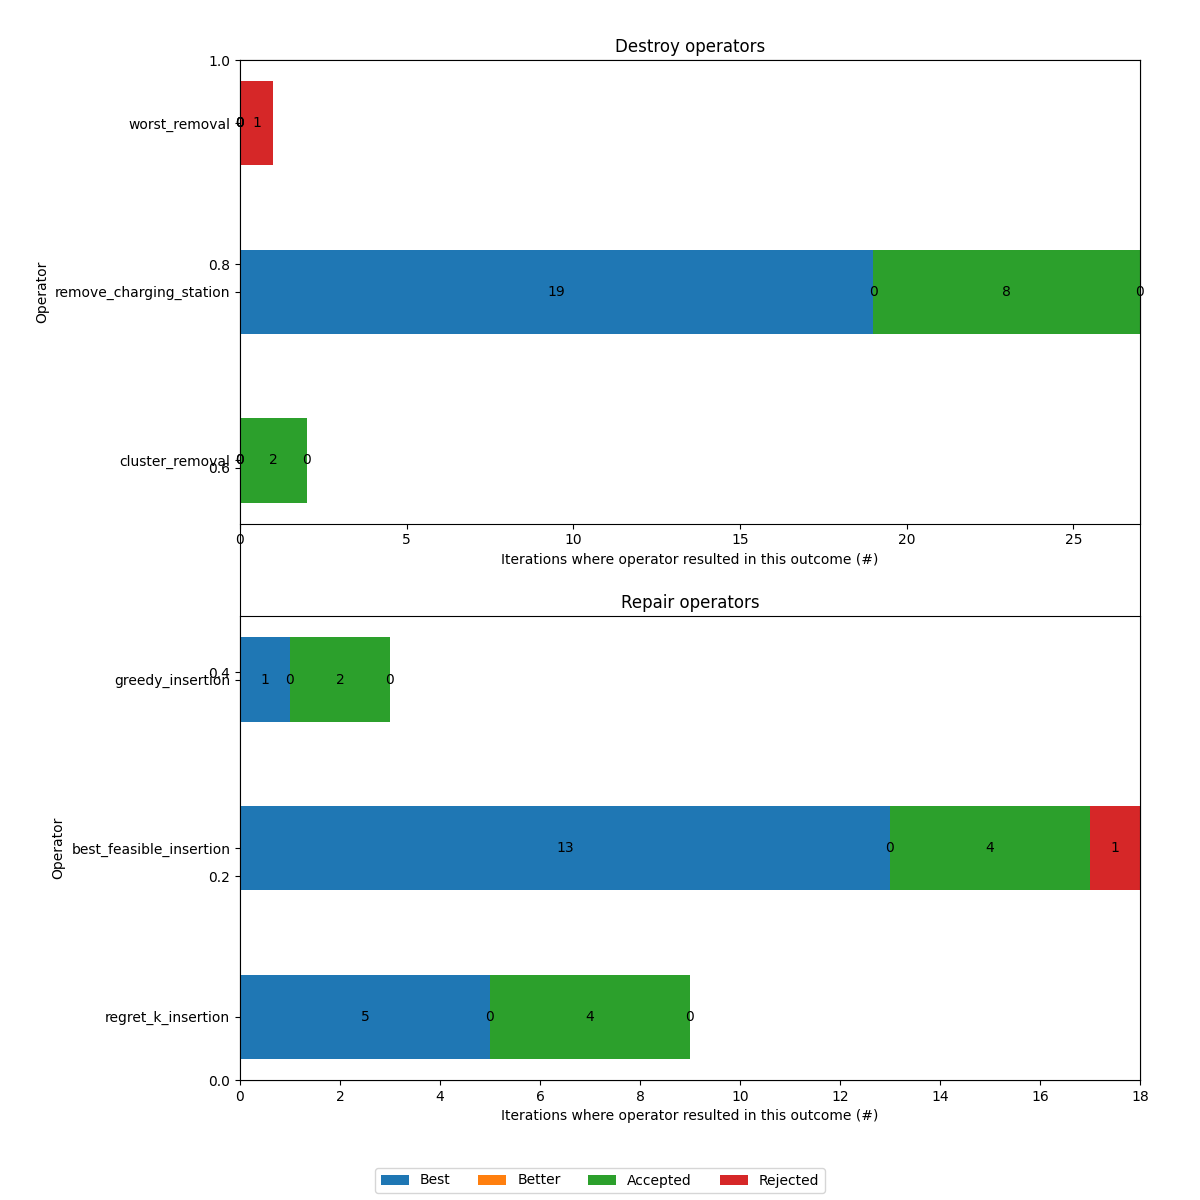 Destroy operators
1.0
worst_removal
0 0 1
0.8
Operator
remove_charging_station
19 0 8 0
cluster_removal
0 0 2 0
0.6
0 5 10 15 20 25
Iterations where operator resulted in this outcome (#)
Repair operators
0.4
greedy_insertion
1 0 2 0
Operator
best_feasible_insertion
13 0 4 1
0.2
regret_k_insertion
5 0 4 0
0.0
0 2 4 6 8 10 12 14 16 18
Iterations where operator resulted in this outcome (#)
Best Better Accepted Rejected